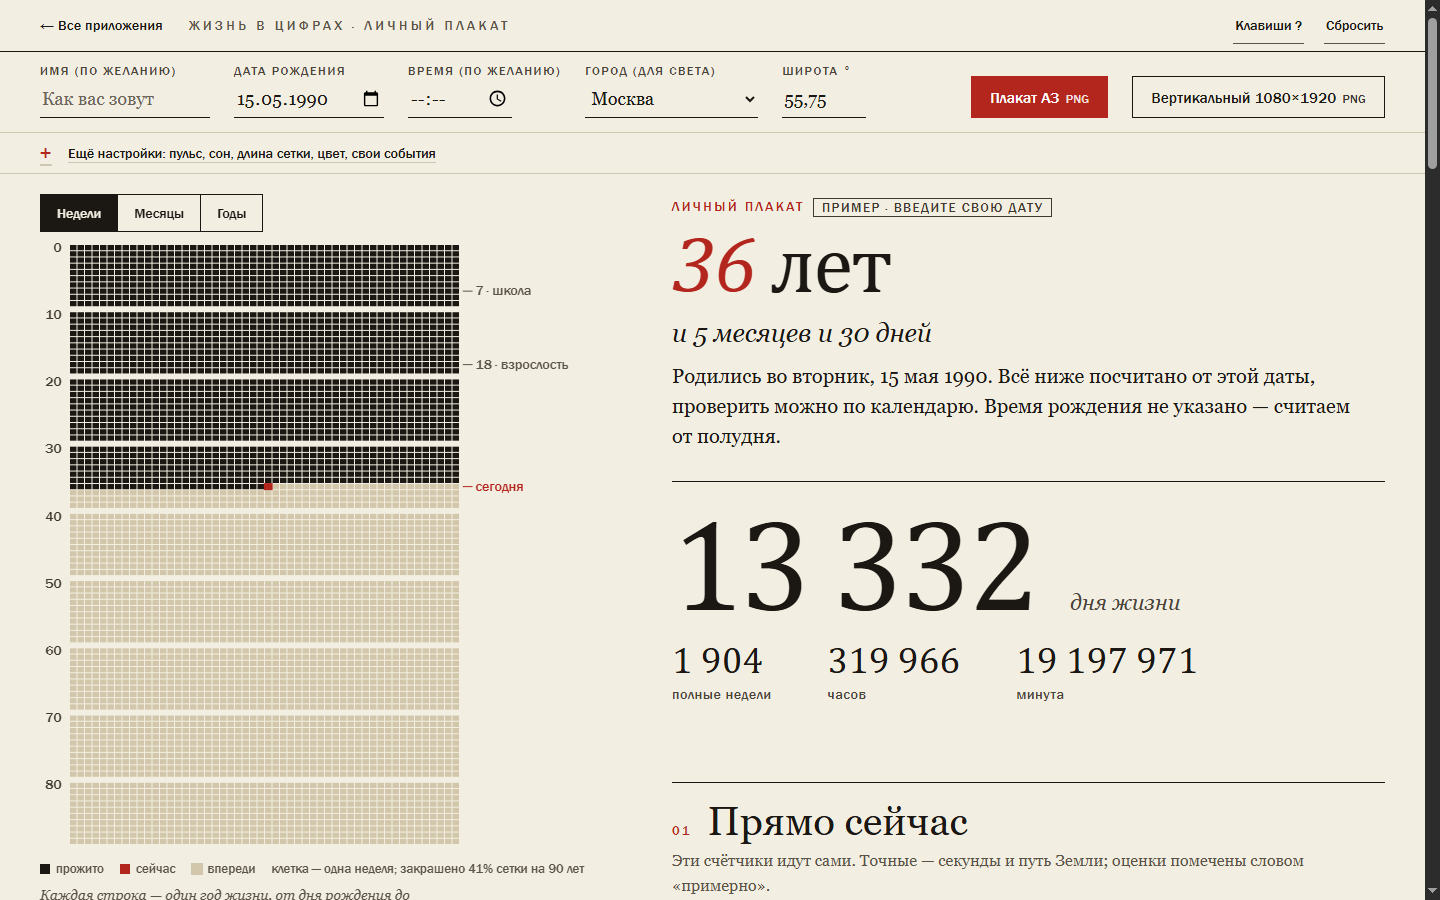 ← Все приложения ЖИЗНЬ В ЦИФРАХ · ЛИЧНЫЙ ПЛАКАТ Клавиши ? Сбросить
ИМЯ (ПО ЖЕЛАНИЮ) ДАТА РОЖДЕНИЯ ВРЕМЯ (ПО ЖЕЛАНИЮ) ГОРОД (ДЛЯ СВЕТА) ШИРОТА °
Как вас зовут 15.05.1990 --:-- Москва 55,75 Плакат А3 PNG Вертикальный 1080×1920 PNG
+ Ещё настройки: пульс, сон, длина сетки, цвет, свои события
Недели Месяцы Годы
0
7 · школа
10
18 · взрослость
20
30
сегодня
40
50
60
70
80
прожито сейчас впереди клетка — одна неделя; закрашено 41% сетки на 90 лет
Каждая строка — один год жизни, от дня рождения до
ЛИЧНЫЙ ПЛАКАТ ПРИМЕР · ВВЕДИТЕ СВОЮ ДАТУ
36 лет
и 5 месяцев и 30 дней
Родились во вторник, 15 мая 1990. Всё ниже посчитано от этой даты,
проверить можно по календарю. Время рождения не указано — считаем
от полудня.
13 332 дня жизни
1 904 319 966 19 197 971
полные недели часов минута
01 Прямо сейчас
Эти счётчики идут сами. Точные — секунды и путь Земли; оценки помечены словом
«примерно».